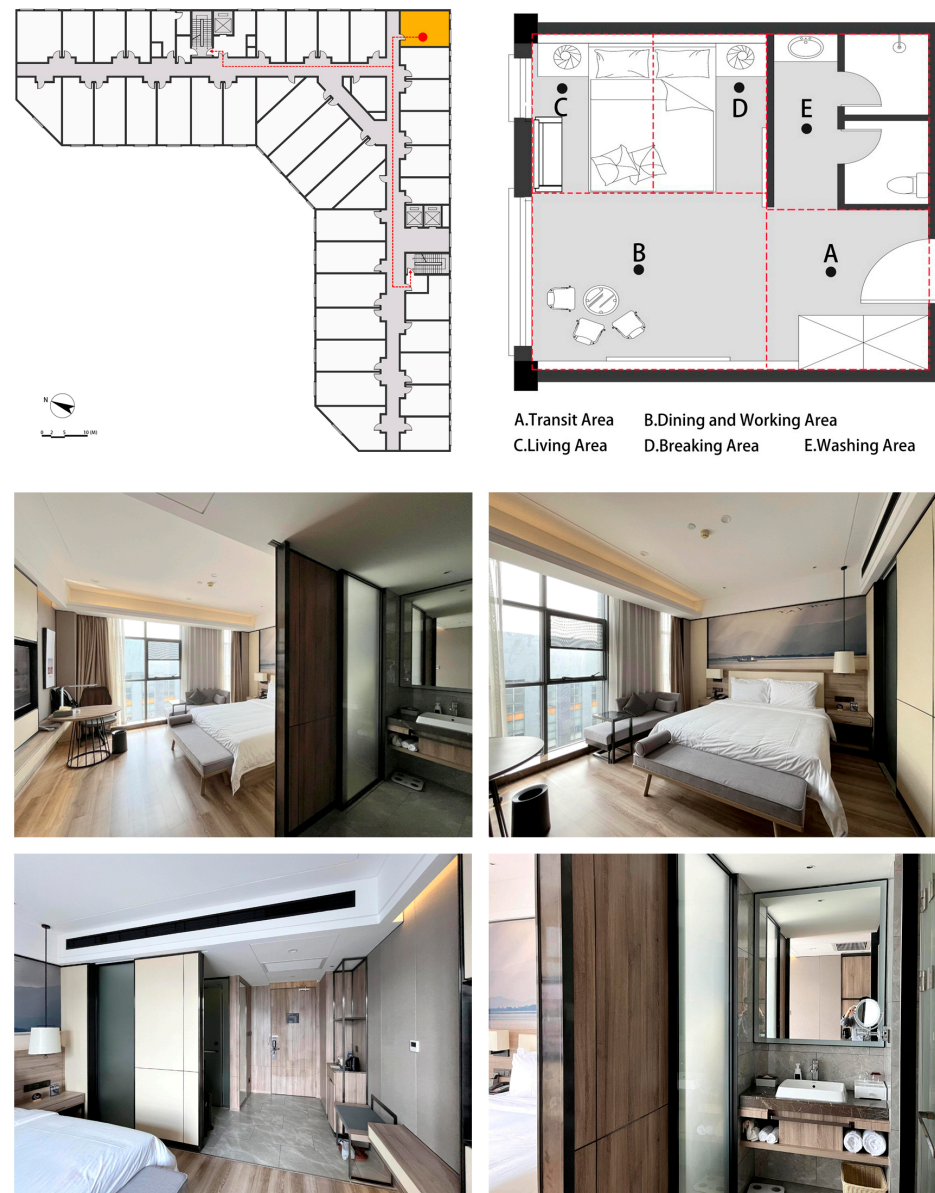 N
0 2 5 10 (M)
C
D
E
B
A
A.Transit Area B.Dining and Working Area
C.Living Area D.Breaking Area E.Washing Area